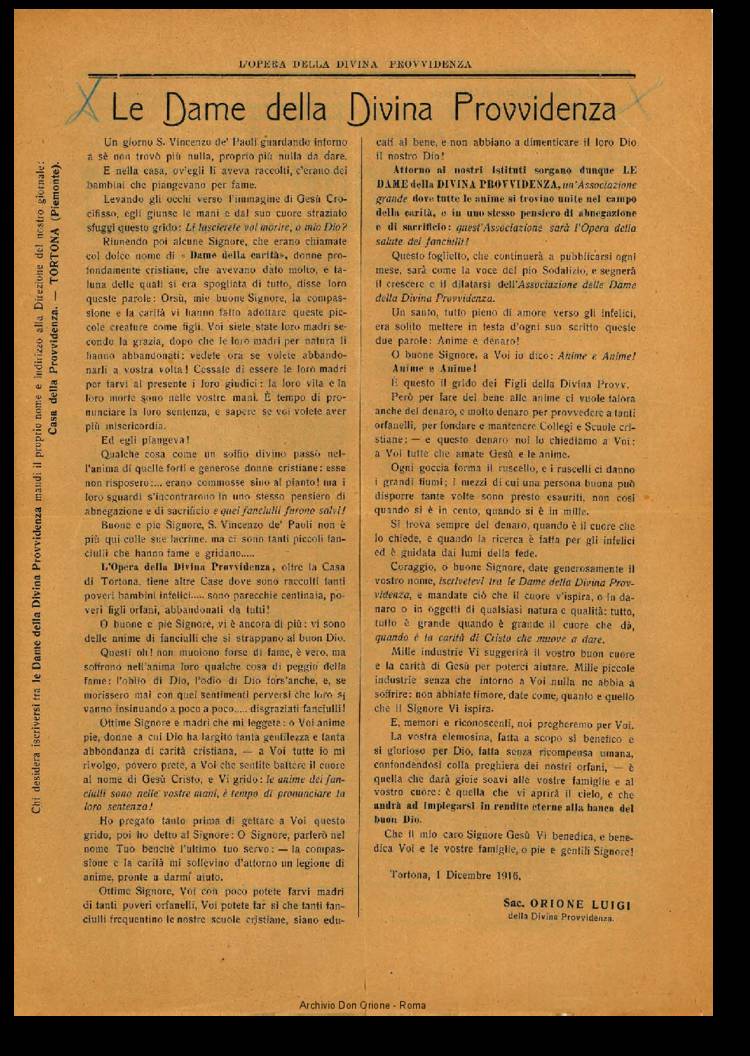 L'OPERA DELLA DIVINA PROVVIDENZA
Le Dame della Divina Provvidenza
Un giorno S. Vincenzo de' Paoli guardando intorno
a sè non trovò più nulla, proprio più nulla da dare.
E nella casa, ov'egli li aveva raccolti, c'erano dei
bambini che piangevano per fame.
Levando gli occhi verso l'immagine di Gesù Cro-
cifisso, egli giunse le mani e dal suo cuore straziato
sfuggì questo grido: Li lascierete voi morire, o mio Dio?
Riunendo poi alcune Signore, che erano chiamate
col dolce nome di « Dame della carità», donne pro-
fondamente cristiane, che avevano dato molto, e ta-
luna delle quali si era spogliata di tutto, disse loro
queste parole: Orsù, mie buone Signore, la compas-
sione e la carità vi hanno fatto adottare queste pic-
cole creature come figli. Voi siete state loro madri se-
condo la grazia, dopo che le loro madri per natura li
hanno abbandonati: vedete ora se volete abbando-
narli a vostra volta! Cessate di essere le loro madri
per farvi al presente i loro giudici: la loro vita e la
loro morte sono nelle vostre mani. È tempo di pro-
nunciare la loro sentenza, e sapere se voi volete aver
più misericordia.
Ed egli piangeva!
Qualche cosa come un soffio divino passò nel-
l'anima di quelle forti e generose donne cristiane: esse
non risposero:... erano commosse sino al pianto! ma i
loro sguardi s'incontrarono in uno stesso pensiero di
abnegazione e di sacrificio e quei fanciulli furono salvi!
Buone e pie Signore, S. Vincenzo de' Paoli non è
più qui colle sue lacrime, ma ci sono tanti piccoli fan-
ciulli che hanno fame e gridano.....
L'Opera della Divina Provvidenza, oltre la Casa
di Tortona, tiene altre Case dove sono raccolti tanti
poveri bambini infelici..... sono parecchie centinaia, po-
veri figli orfani, abbandonati da tutti!
O buone e pie Signore, vi è ancora di più: vi sono
delle anime di fanciulli che si strappano al buon Dio.
Questi oh! non muoiono forse di fame, è vero, ma
soffrono nell'anima loro qualche cosa di peggio della
fame: l'oblio di Dio, l'odio di Dio fors'anche, e, se
morissero mai con quei sentimenti perversi che loro si
vanno insinuando a poco a poco..... disgraziati fanciulli!
Ottime Signore e madri che mi leggete: o Voi anime
pie, donne a cui Dio ha largito tanta gentilezza e tanta
abbondanza di carità cristiana, — a Voi tutte io mi
rivolgo, povero prete, a Voi che sentite battere il cuore
al nome di Gesù Cristo, e Vi grido: le anime dei fan-
ciulli sono nelle vostre mani, è tempo di pronunciare la
loro sentenza!
Ho pregato tanto prima di gettare a Voi questo
grido, poi ho detto al Signore: O Signore, parlerò nel
nome Tuo benchè l'ultimo tuo servo: — la compas-
sione e la carità mi sollevino d'attorno un legione di
anime, pronte a darmi aiuto.
Ottime Signore, Voi con poco potete farvi madri
di tanti poveri orfanelli, Voi potete far sì che tanti fan-
ciulli frequentino le nostre scuole cristiane, siano edu-
cati al bene, e non abbiano a dimenticare il loro Dio
il nostro Dio!
Attorno ai nostri Istituti sorgano dunque LE
DAME della DIVINA PROVVIDENZA, un'Associazione
grande dove tutte le anime si trovino unite nel campo
della carità, e in uno stesso pensiero di abnegazione
e di sacrificio: quest'Associazione sarà l'Opera della
salute dei fanciulli!
Questo foglietto, che continuerà a pubblicarsi ogni
mese, sarà come la voce del pio Sodalizio, e segnerà
il crescere e il dilatarsi dell'Associazione delle Dame
della Divina Provvidenza.
Un santo, tutto pieno di amore verso gli infelici,
era solito mettere in testa d'ogni suo scritto queste
due parole: Anime e denaro!
O buone Signore, a Voi io dico: Anime e Anime!
Anime e Anime!
È questo il grido dei Figli della Divina Provv.
Però per fare del bene alle anime ci vuole talora
anche del denaro, e molto denaro per provvedere a tanti
orfanelli, per fondare e mantenere Collegi e Scuole cri-
stiane; — e questo denaro noi lo chiediamo a Voi:
a Voi tutte che amate Gesù e le anime.
Ogni goccia forma il ruscello, e i ruscelli ci danno
i grandi fiumi; i mezzi di cui una persona buona può
disporre tante volte sono presto esauriti, non così
quando si è in cento, quando si è in mille.
Si trova sempre del denaro, quando è il cuore che
lo chiede, e quando la ricerca è fatta per gli infelici
ed è guidata dai lumi della fede.
Coraggio, o buone Signore, date generosamente il
vostro nome, iscrivetevi tra le Dame della Divina Prov-
videnza, e mandate ciò che il cuore v'ispira, o in da-
naro o in oggetti di qualsiasi natura e qualità: tutto,
tutto è grande quando è grande il cuore che dà,
quando è la carità di Cristo che muove a dare.
Mille industrie Vi suggerirà il vostro buon cuore
e la carità di Gesù per poterci aiutare. Mille piccole
industrie senza che intorno a Voi nulla ne abbia a
soffrire: non abbiate timore, date come, quanto e quello
che il Signore Vi ispira.
E, memori e riconoscenti, noi pregheremo per Voi.
La vostra elemosina, fatta a scopo sì benefico e
sì glorioso per Dio, fatta senza ricompensa umana,
confondendosi colla preghiera dei nostri orfani, — è
quella che darà gioie soavi alle vostre famiglie e al
vostro cuore: è quella che vi aprirà il cielo, e che
andrà ad impiegarsi in rendite eterne alla banca del
buon Dio.
Che il mio caro Signore Gesù Vi benedica, e bene-
dica Voi e le vostre famiglie, o pie e gentili Signore!
Tortona, 1 Dicembre 1916.
Sac. ORIONE LUIGI
della Divina Provvidenza.
Chi desidera iscriversi tra le Dame della Divina Provvidenza mandi il proprio nome e indirizzo alla Direzione del nostro giornale:
Casa della Provvidenza. — TORTONA (Piemonte).
Archivio Don Orione - Roma